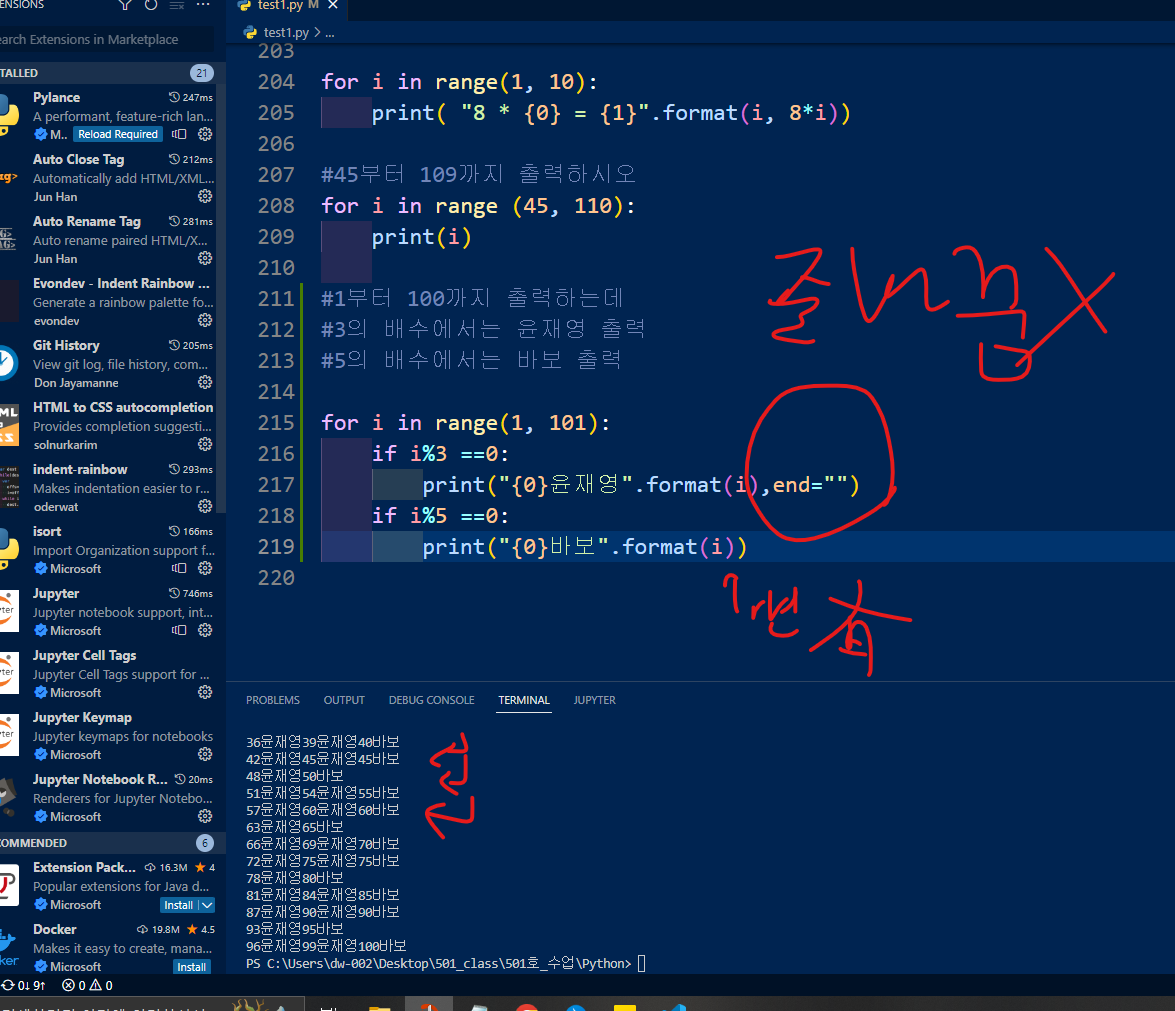 ENSIONS
earch Extensions in Marketplace
TALLED 21
Pylance 247ms
A performant, feature-rich lan...
M.. Reload Required
Auto Close Tag 212ms
Automatically add HTML/XML...
Jun Han
Auto Rename Tag 281ms
Auto rename paired HTML/X...
Jun Han
Evondev - Indent Rainbow ...
Generate a rainbow palette fo...
evondev
Git History 205ms
View git log, file history, com...
Don Jayamanne
HTML to CSS autocompletion
Provides completion suggesti...
solnurkarim
indent-rainbow 293ms
Makes indentation easier to r...
oderwat
isort 166ms
Import Organization support f...
Microsoft
Jupyter 746ms
Jupyter notebook support, int...
Microsoft
Jupyter Cell Tags
Jupyter Cell Tags support for ...
Microsoft
Jupyter Keymap
Jupyter keymaps for notebooks
Microsoft
Jupyter Notebook R... 20ms
Renderers for Jupyter Notebo...
Microsoft
OMMENDED 6
Extension Pack... 16.3M 4
Popular extensions for Java d...
Microsoft Install
Docker 19.8M 4.5
Makes it easy to create, mana...
Microsoft Install
0↓ 9↑ 0 0
test1.py M
test1.py > ...
203
204 for i in range(1, 10):
205 print( "8 * {0} = {1}".format(i, 8*i))
206
207 #45부터 109까지 출력하시오
208 for i in range (45, 110):
209 print(i)
210
211 #1부터 100까지 출력하는데
212 #3의 배수에서는 윤재영 출력
213 #5의 배수에서는 바보 출력
214
215 for i in range(1, 101):
216 if i%3 ==0:
217 print("{0}윤재영".format(i),end="")
218 if i%5 ==0:
219 print("{0}바보".format(i))
220
PROBLEMS OUTPUT DEBUG CONSOLE TERMINAL JUPYTER
36윤재영39윤재영40바보
42윤재영45윤재영45바보
48윤재영50바보
51윤재영54윤재영55바보
57윤재영60윤재영60바보
63윤재영65바보
66윤재영69윤재영70바보
72윤재영75윤재영75바보
78윤재영80바보
81윤재영84윤재영85바보
87윤재영90윤재영90바보
93윤재영95바보
96윤재영99윤재영100바보
PS C:\Users\dw-002\Desktop\501_class\501호_수업\Python>